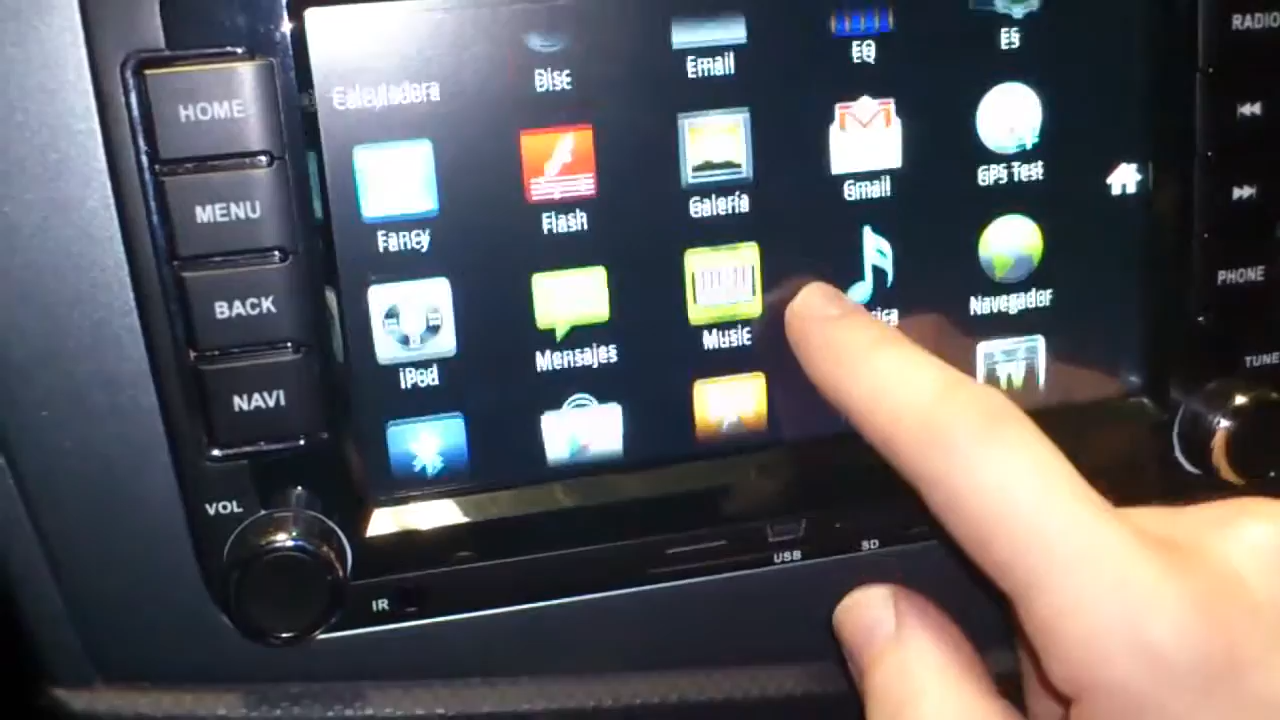 HOME
MENU
BACK
NAVI
VOL
IR
Calculadora
Disc
Email
EQ
ES
Fancy
Flash
Galería
Gmail
GPS Test
iPod
Mensajes
Music
Navegador
USB
SD
RADIO
PHONE
TUNE